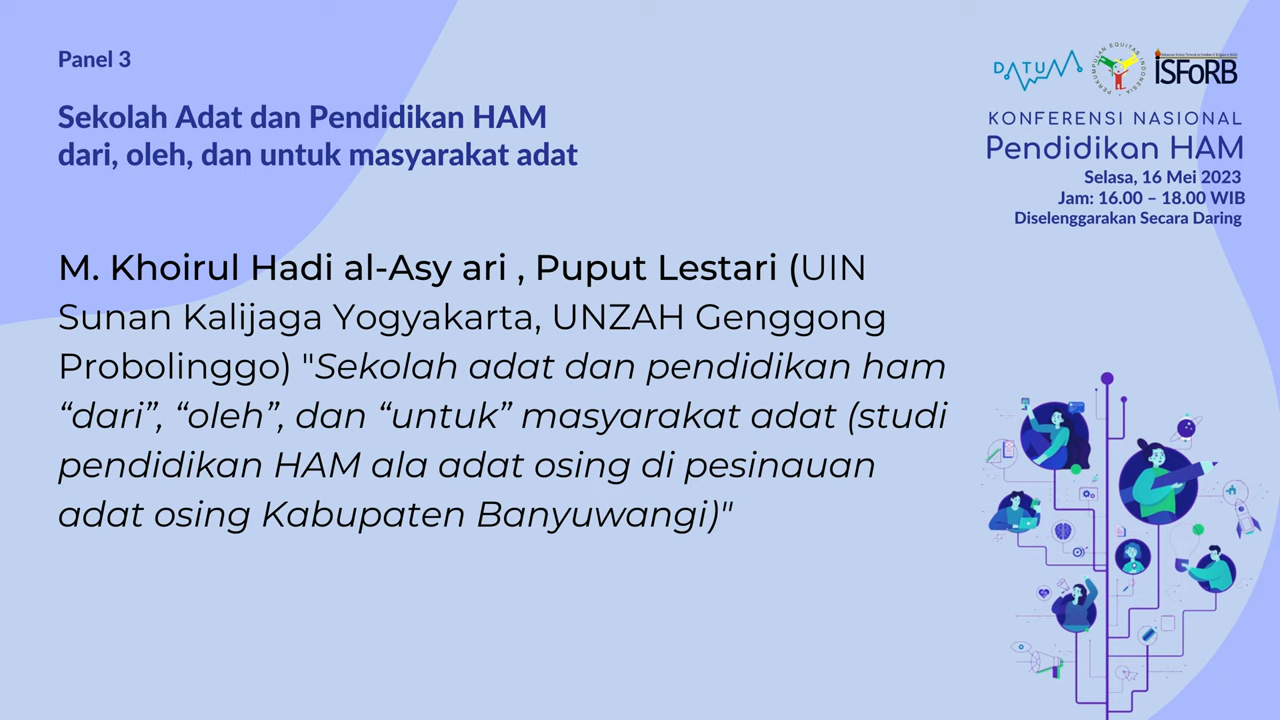 Panel 3
Sekolah Adat dan Pendidikan HAM
dari, oleh, dan untuk masyarakat adat
DATUM
PERKUMPULAN EQUITAS INDONESIA
ISFoRB
KONFERENSI NASIONAL
Pendidikan HAM
Selasa, 16 Mei 2023
Jam: 16.00 – 18.00 WIB
Diselenggarakan Secara Daring
M. Khoirul Hadi al-Asy ari , Puput Lestari (UIN
Sunan Kalijaga Yogyakarta, UNZAH Genggong
Probolinggo) "Sekolah adat dan pendidikan ham
“dari”, “oleh”, dan “untuk” masyarakat adat (studi
pendidikan HAM ala adat osing di pesinauan
adat osing Kabupaten Banyuwangi)"